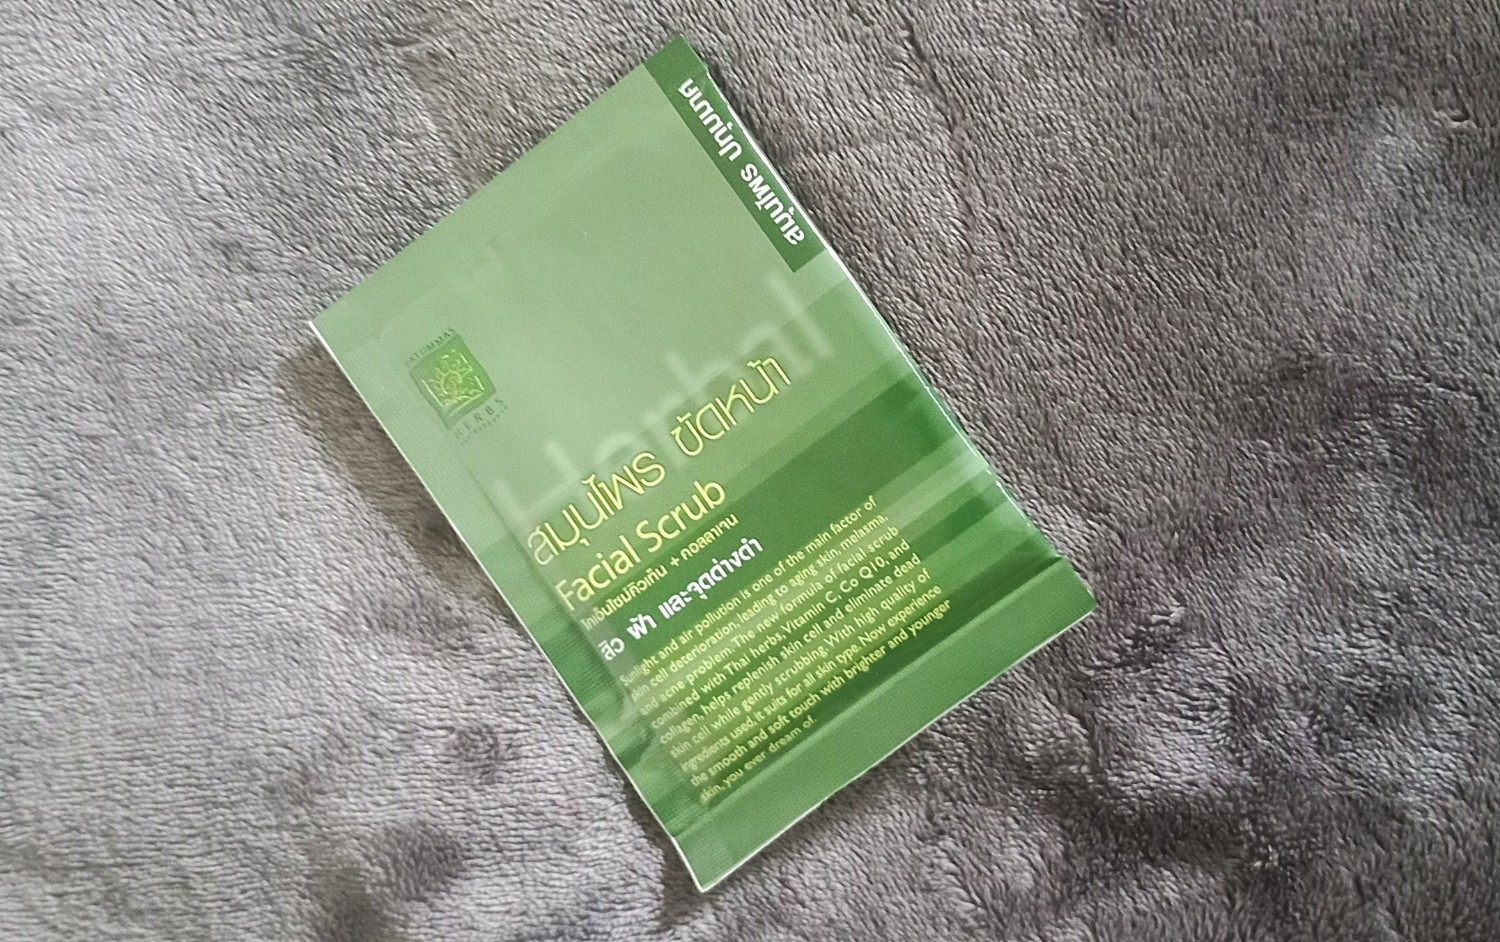 สมุนไพร ปทุมมาศ
PATUMMAS
HERBS
Herbal
สมุนไพร ขัดหน้า
Facial Scrub
โคเอ็นไซม์คิวเท็น + คอลลาเจน
สิว ฝ้า และจุดด่างดำ
Sunlight and air pollution is one of the main factor of
skin cell deterioration, leading to aging skin, melasma,
and acne problem. The new formula of facial scrub
combined with Thai herbs, Vitamin C, Co Q10, and
collagen, helps replenish skin cell and eliminate dead
skin cell while gently scrubbing. With high quality of
ingredients used, it suits for all skin type. Now experience
the smooth and soft touch with brighter and younger
skin, you ever dream of.